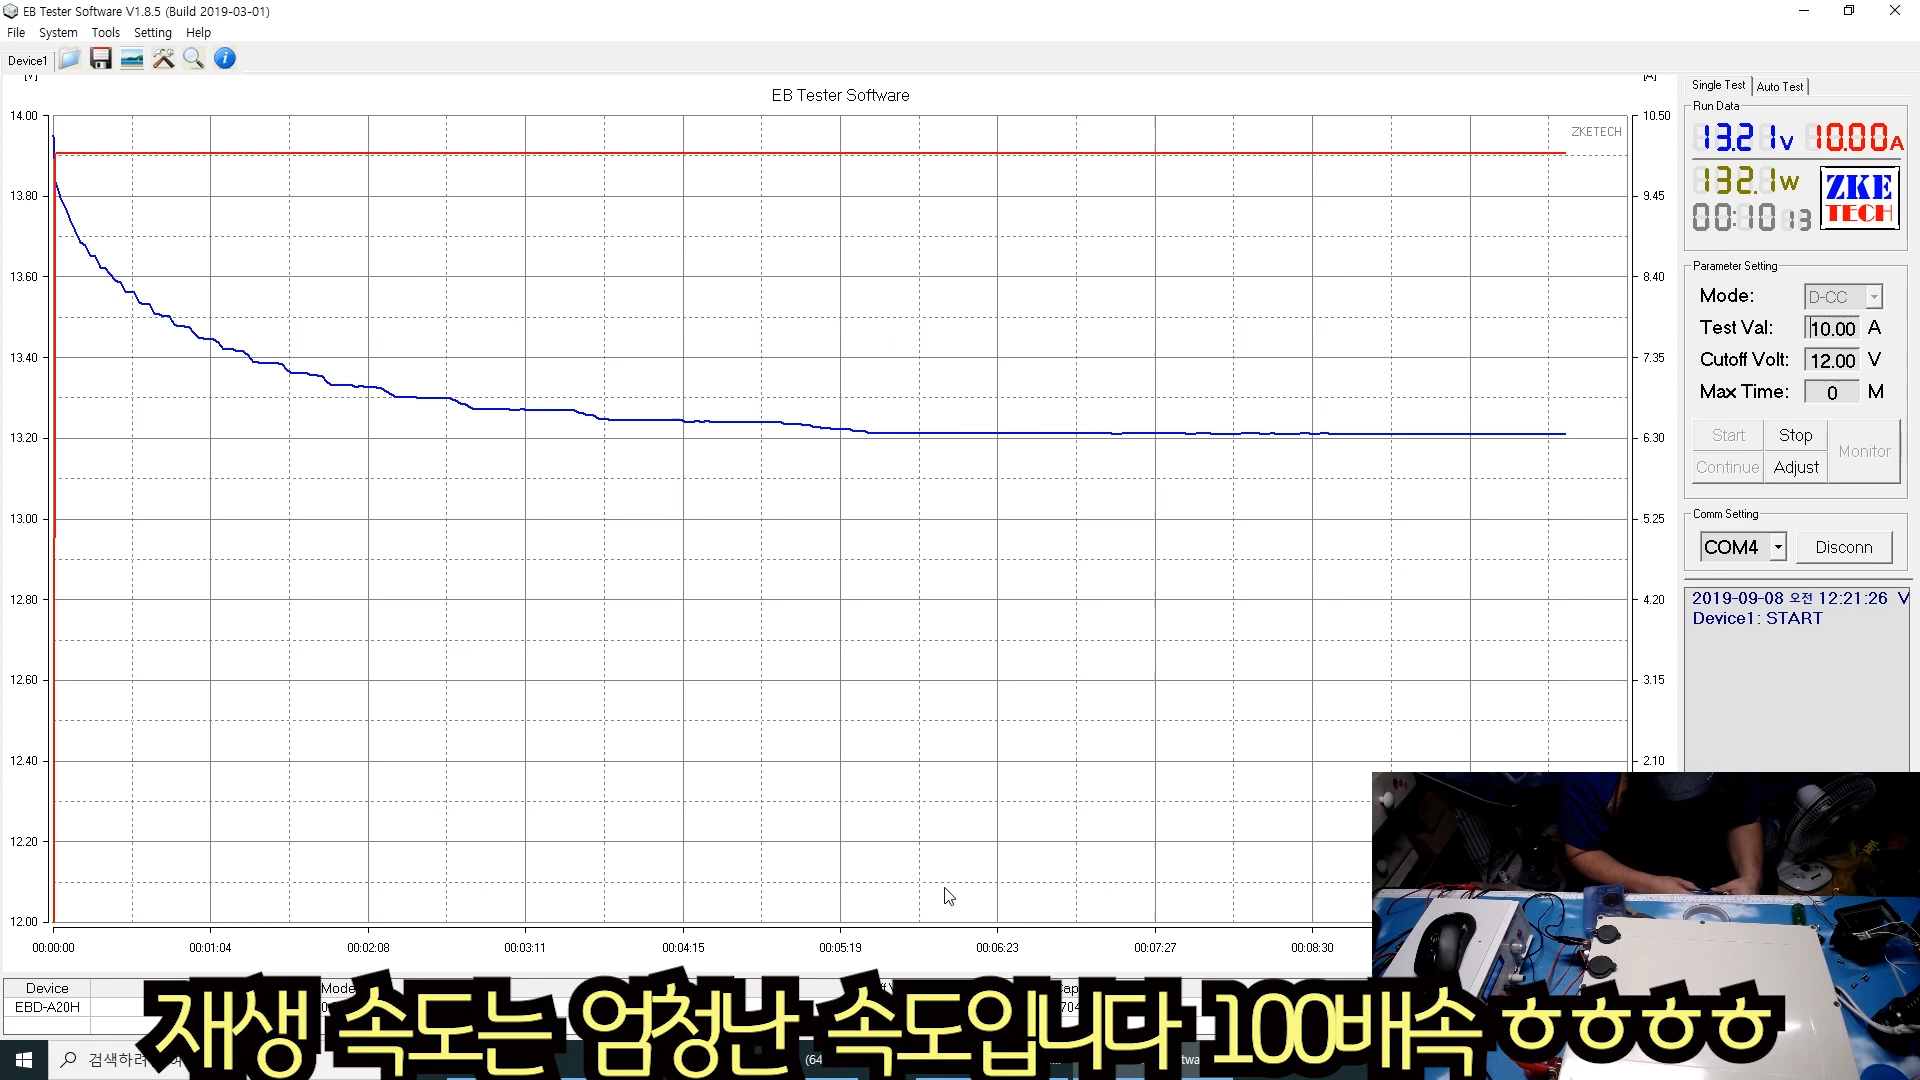 EB Tester Software V1.8.5 (Build 2019-03-01)
File System Tools Setting Help
Device1
[V]
[A]
EB Tester Software
ZKETECH
14.00
13.80
13.60
13.40
13.20
13.00
12.80
12.60
12.40
12.20
12.00
10.50
9.45
8.40
7.35
6.30
5.25
4.20
3.15
2.10
00:00:00 00:01:04 00:02:08 00:03:11 00:04:15 00:05:19 00:06:23 00:07:27 00:08:30
Single Test Auto Test
Run Data
13.21V 10.00A
132.1W
00:10 13
ZKE
TECH
Parameter Setting
Mode: D-CC
Test Val: 10.00 A
Cutoff Volt: 12.00 V
Max Time: 0 M
Start Stop Monitor
Continue Adjust
Comm Setting
COM4 Disconn
2019-09-08 오전 12:21:26 V
Device1: START
Device Mode
EBD-A20H
재생 속도는 엄청난 속도입니다 100배속 ㅎㅎㅎㅎ
검색하려
(64